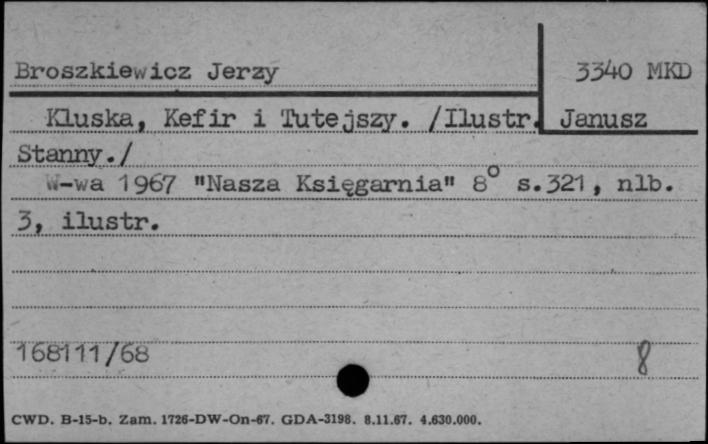 Broszkiewicz Jerzy 3340 MKD
Kluska, Kefir i Tutejszy. /Ilustr. Janusz
Stanny./
W-wa 1967 "Nasza Księgarnia" 8° s.321, nlb.
3, ilustr.
168111/68 8
CWD. B-15-b. Zam. 1726-DW-On-67. GDA-3198. 8.11.67. 4.630.000.